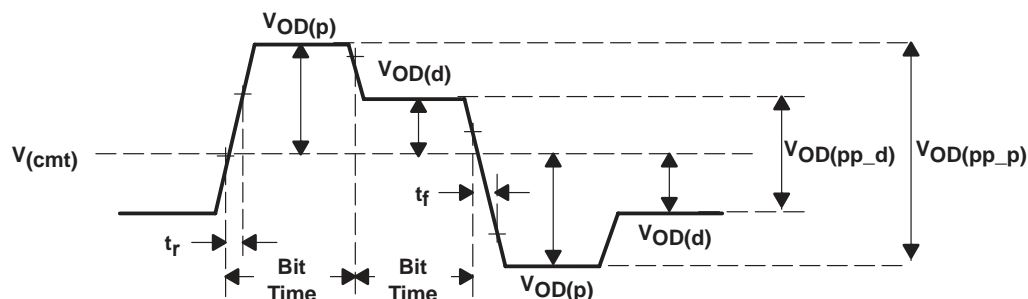 VOD(p)
VOD(d)
V(cmt)
VOD(pp_d)
VOD(pp_p)
tf
tr
VOD(d)
Bit
Time
Bit
Time
VOD(p)